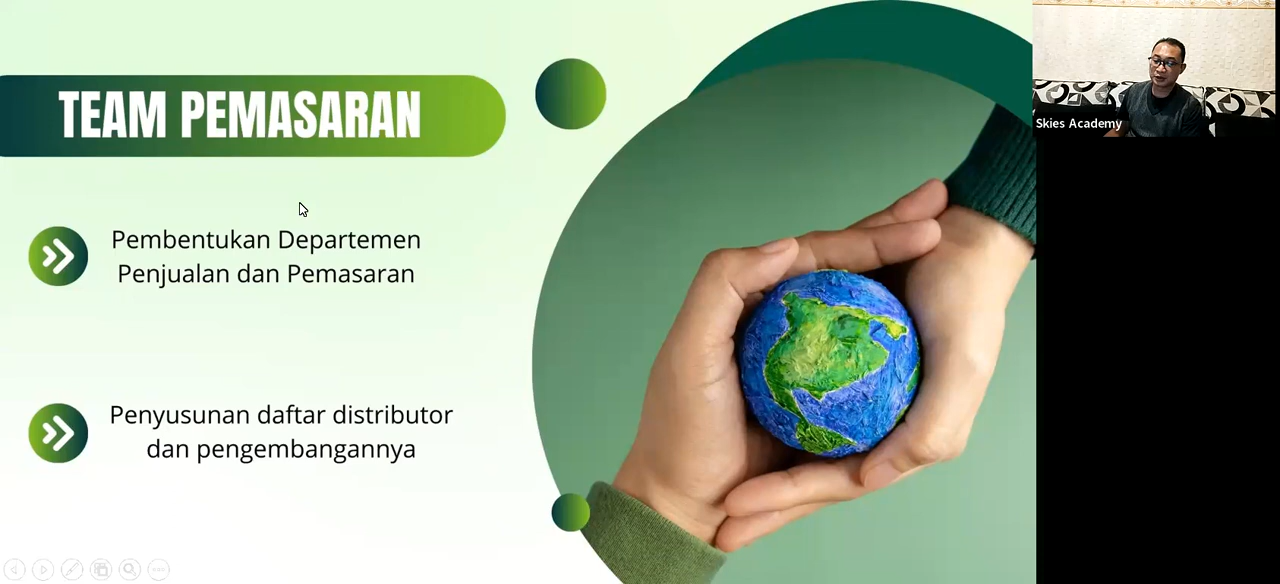 TEAM PEMASARAN
Pembentukan Departemen
Penjualan dan Pemasaran
Penyusunan daftar distributor
dan pengembangannya
Skies Academy